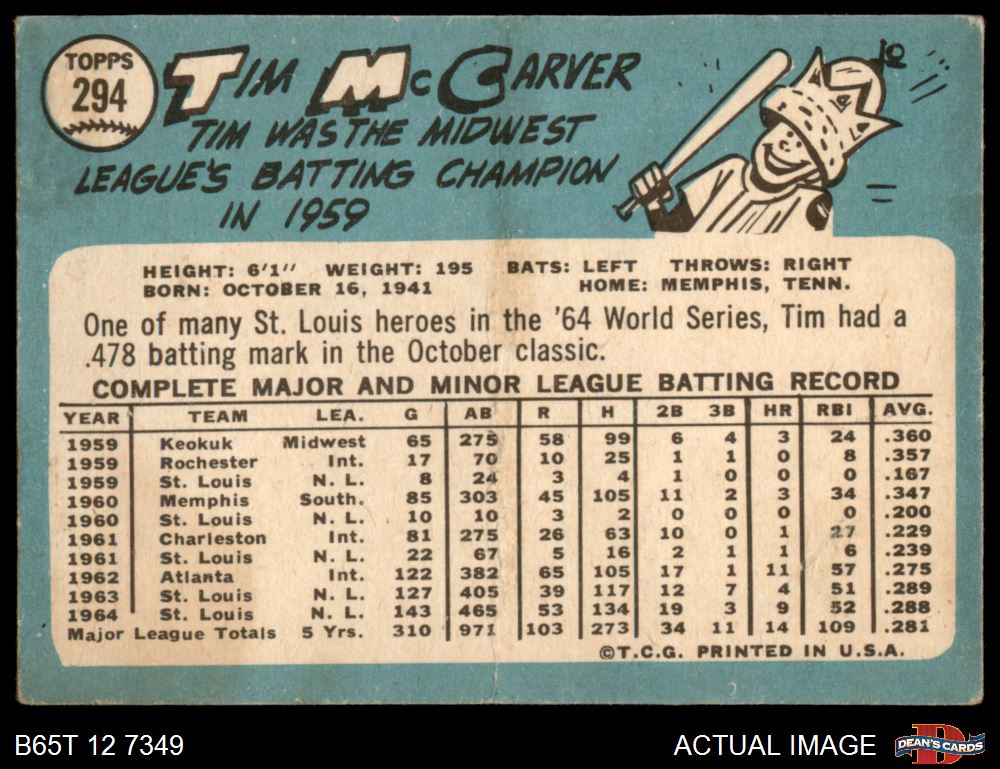 TOPPS
294
TIM McCARVER
TIM WAS THE MIDWEST
LEAGUE'S BATTING CHAMPION
IN 1959
HEIGHT: 6'1" WEIGHT: 195 BATS: LEFT THROWS: RIGHT
BORN: OCTOBER 16, 1941 HOME: MEMPHIS, TENN.
One of many St. Louis heroes in the '64 World Series, Tim had a
.478 batting mark in the October classic.
COMPLETE MAJOR AND MINOR LEAGUE BATTING RECORD
YEAR TEAM LEA. G AB R H 2B 3B HR RBI AVG.
1959 Keokuk Midwest 65 275 58 99 6 4 3 24 .360
1959 Rochester Int. 17 70 10 25 1 1 0 8 .357
1959 St. Louis N. L. 8 24 3 4 1 0 0 0 .167
1960 Memphis South. 85 303 45 105 11 2 3 34 .347
1960 St. Louis N. L. 10 10 3 2 0 0 0 0 .200
1961 Charleston Int. 81 275 26 63 10 0 1 27 .229
1961 St. Louis N. L. 22 67 5 16 2 1 1 6 .239
1962 Atlanta Int. 122 382 65 105 17 1 11 57 .275
1963 St. Louis N. L. 127 405 39 117 12 7 4 51 .289
1964 St. Louis N. L. 143 465 53 134 19 3 9 52 .288
Major League Totals 5 Yrs. 310 971 103 273 34 11 14 109 .281
©T.C.G. PRINTED IN U.S.A.
B65T 12 7349
ACTUAL IMAGE
DEAN'S CARDS